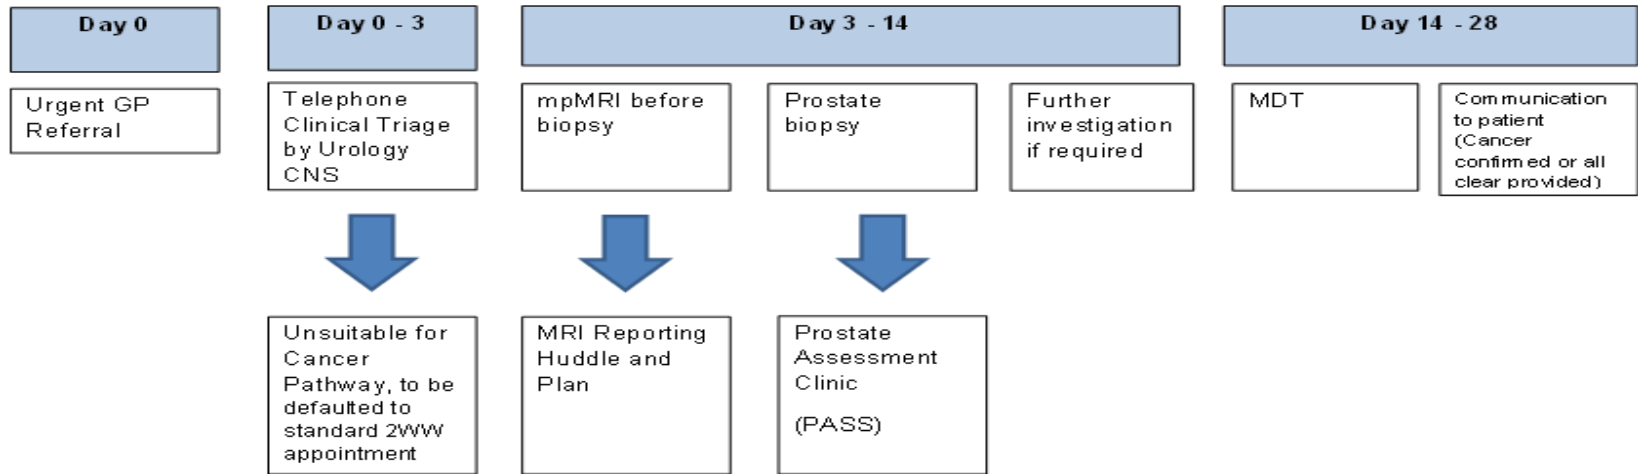 Day 0
Day 0 - 3
Day 3 - 14
Day 14 - 28
Urgent GP
Referral
Telephone
Clinical Triage
by Urology
CNS
mpMRI before
biopsy
Prostate
biopsy
Further
investigation
if required
MDT
Communication
to patient
(Cancer
confirmed or all
clear provided)
Unsuitable for
Cancer
Pathway, to be
defaulted to
standard 2WW
appointment
MRI Reporting
Huddle and
Plan
Prostate
Assessment
Clinic
(PASS)